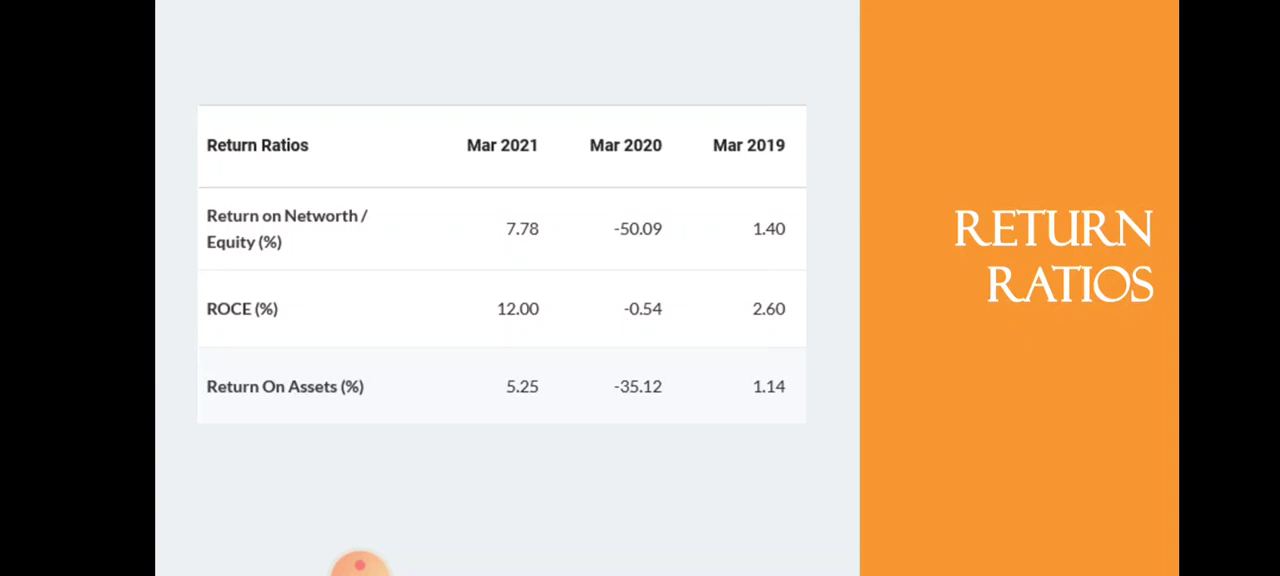 Return Ratios Mar 2021 Mar 2020 Mar 2019
Return on Networth /
Equity (%) 7.78 -50.09 1.40
ROCE (%) 12.00 -0.54 2.60
Return On Assets (%) 5.25 -35.12 1.14
RETURN
RATIOS